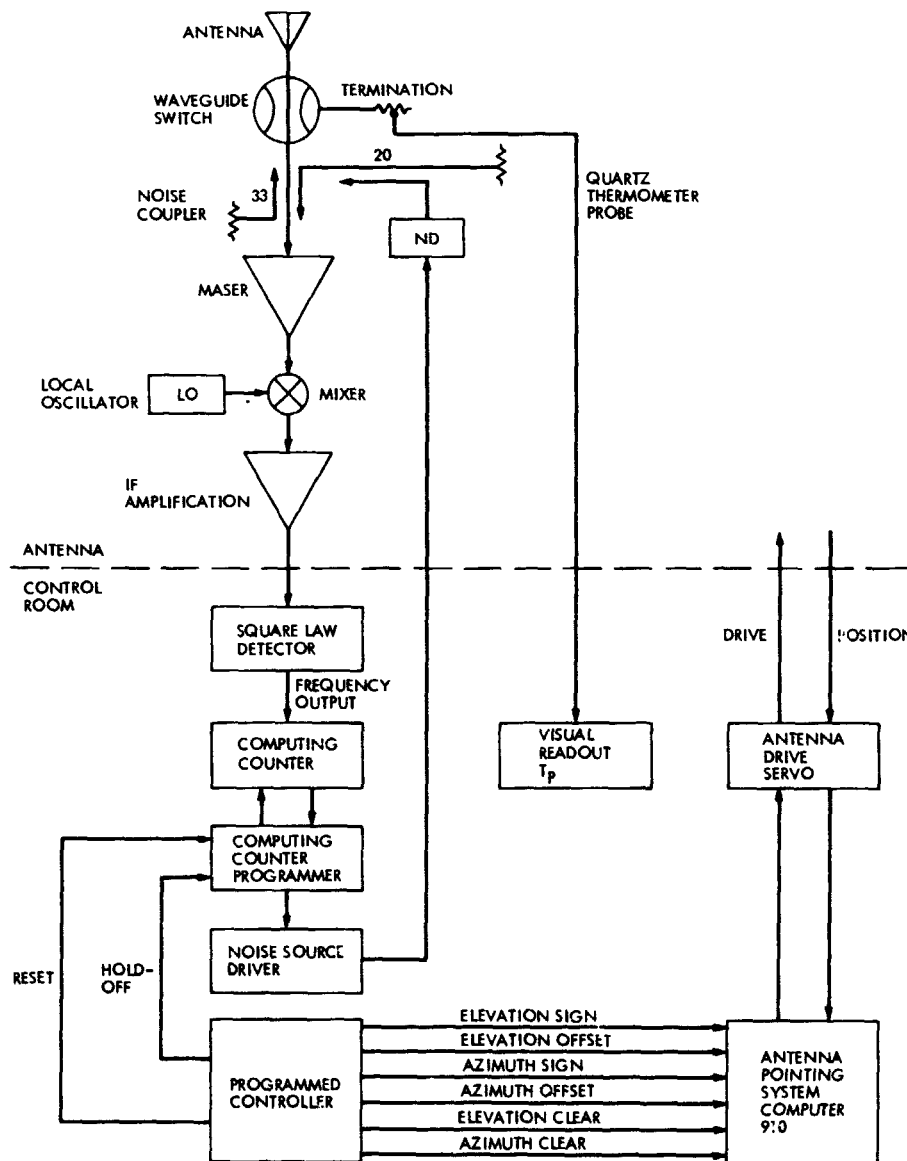 ANTENNA
WAVEGUIDE
SWITCH
TERMINATION
20
33
NOISE
COUPLER
ND
QUARTZ
THERMOMETER
PROBE
MASER
LOCAL
OSCILLATOR
LO
MIXER
IF
AMPLIFICATION
ANTENNA
CONTROL
ROOM
SQUARE LAW
DETECTOR
DRIVE
POSITION
FREQUENCY
OUTPUT
COMPUTING
COUNTER
VISUAL
READOUT
Tp
ANTENNA
DRIVE
SERVO
COMPUTING
COUNTER
PROGRAMMER
RESET
HOLD-
OFF
NOISE SOURCE
DRIVER
PROGRAMMED
CONTROLLER
ELEVATION SIGN
ELEVATION OFFSET
AZIMUTH SIGN
AZIMUTH OFFSET
ELEVATION CLEAR
AZIMUTH CLEAR
ANTENNA
POINTING
SYSTEM
COMPUTER